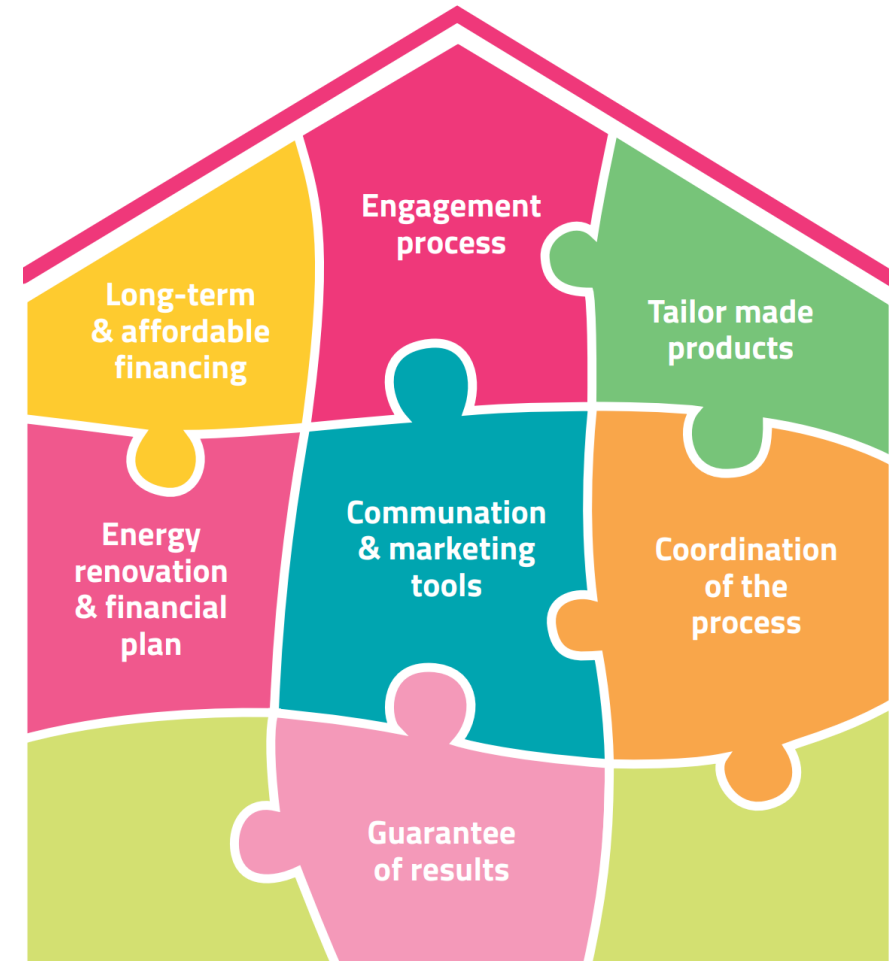 Engagement
process
Long-term
& affordable
financing
Tailor made
products
Energy
renovation
& financial
plan
Communation
& marketing
tools
Coordination
of the
process
Guarantee
of results